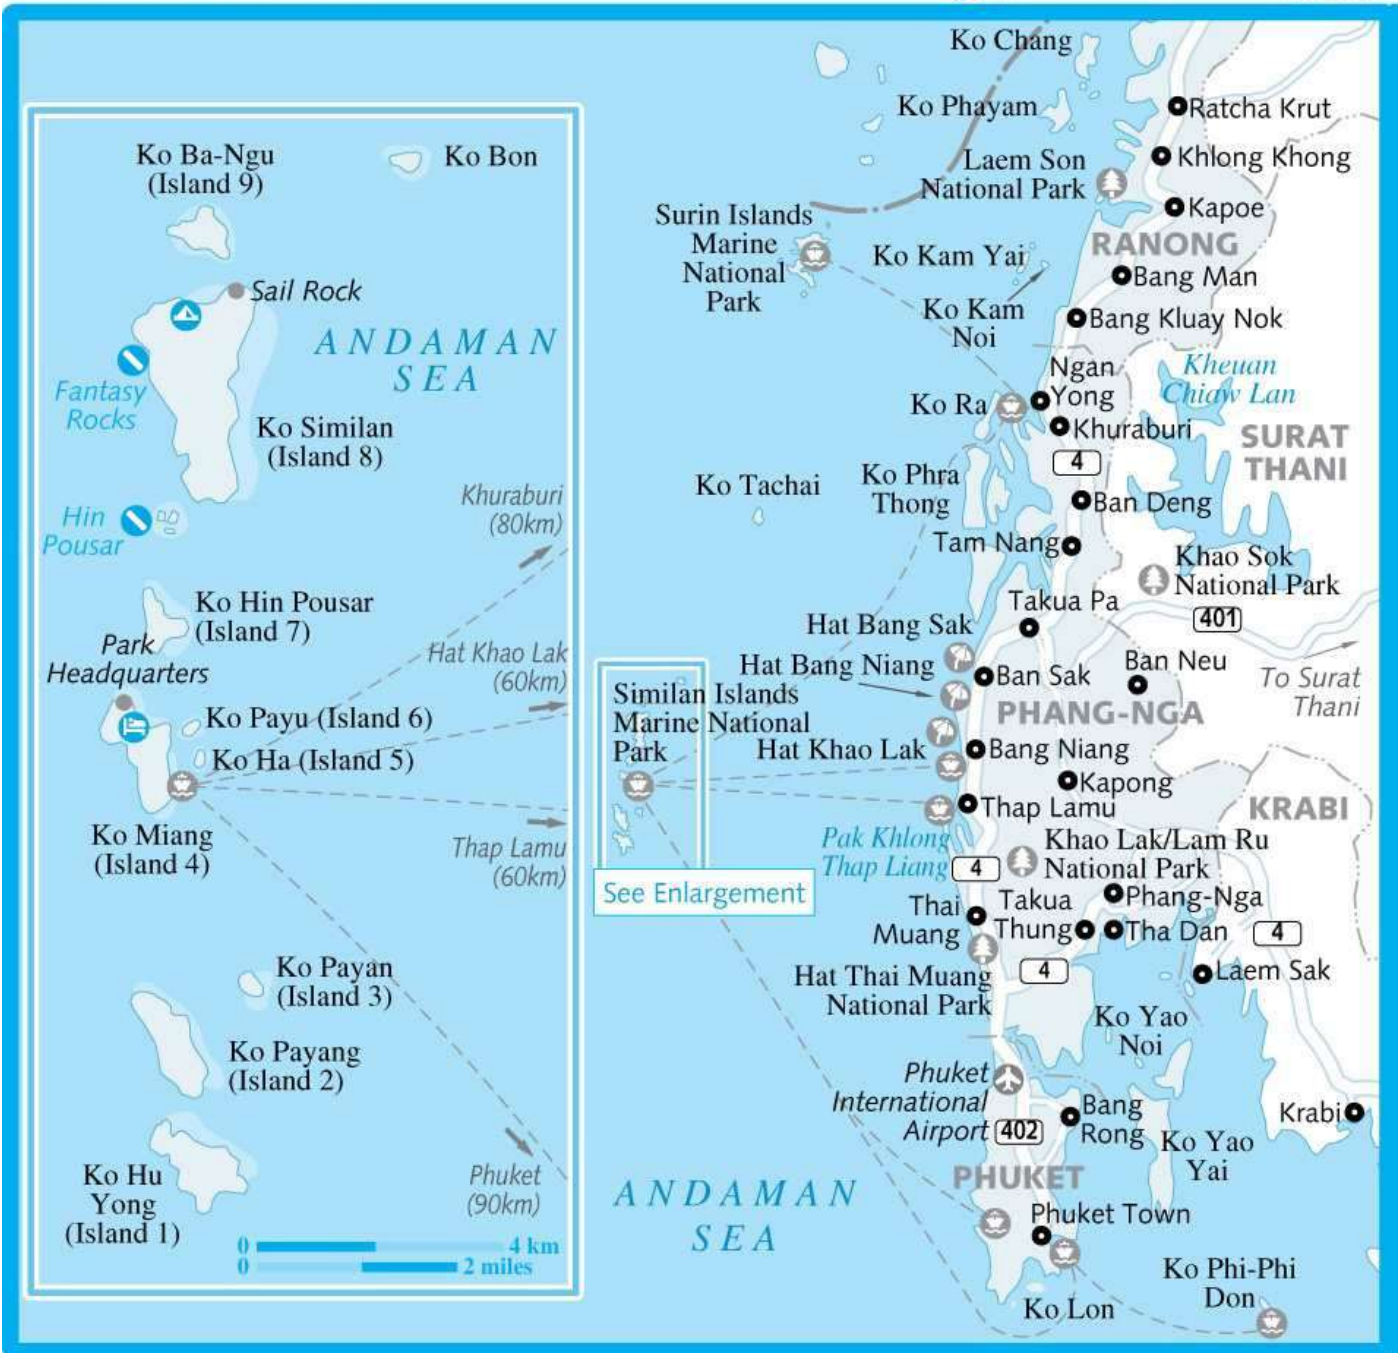 Ko Ba-Ngu
(Island 9)
Ko Bon
Sail Rock
ANDAMAN
SEA
Fantasy
Rocks
Ko Similan
(Island 8)
Khuraburi
(80km)
Hin
Pousar
Ko Hin Pousar
(Island 7)
Park
Headquarters
Hat Khao Lak
(60km)
Ko Payu (Island 6)
Ko Ha (Island 5)
Ko Miang
(Island 4)
Thap Lamu
(60km)
Ko Payan
(Island 3)
Ko Payang
(Island 2)
Ko Hu
Yong
(Island 1)
Phuket
(90km)
0 4 km
0 2 miles
Ko Chang
Ko Phayam
Ratcha Krut
Laem Son
National Park
Khlong Khong
Kapoe
Surin Islands
Marine
National
Park
RANONG
Ko Kam Yai
Bang Man
Ko Kam
Noi
Bang Kluay Nok
Ngan
Yong
Kheuan
Chiaw Lan
Ko Ra
Khuraburi
4
SURAT
THANI
Ko Tachai
Ko Phra
Thong
Ban Deng
Tam Nang
Khao Sok
National Park
401
Takua Pa
Hat Bang Sak
Hat Bang Niang
Ban Sak
Ban Neu
To Surat
Thani
Similan Islands
Marine National
Park
PHANG-NGA
Hat Khao Lak
Bang Niang
Kapong
Thap Lamu
KRABI
Pak Khlong
Thap Liang
4
Khao Lak/Lam Ru
National Park
See Enlargement
Phang-Nga
Thai
Muang
Takua
Thung
Tha Dan
4
4
Laem Sak
Hat Thai Muang
National Park
Ko Yao
Noi
Phuket
International
Airport
402
Bang
Rong
Krabi
Ko Yao
Yai
PHUKET
ANDAMAN
SEA
Phuket Town
Ko Phi-Phi
Don
Ko Lon